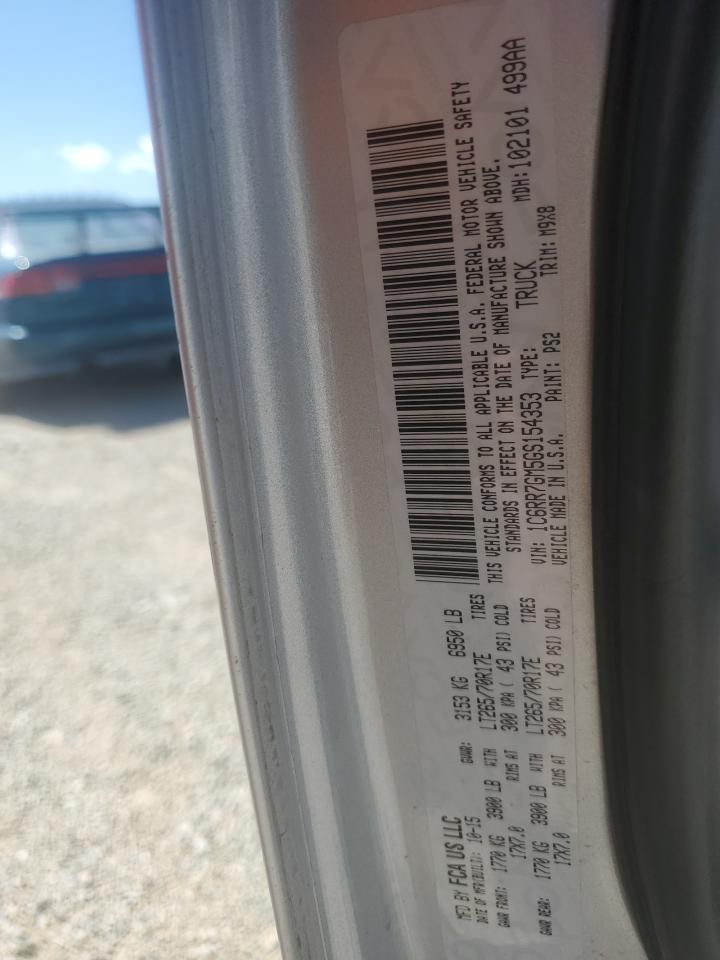 MFD BY FCA US LLC
DATE OF MFR(BUILT): 10-15 GVWR: 3153 KG 6950 LB
GAWR FRONT: 1770 KG 3900 LB WITH LT265/70R17E TIRES
17X7.0 RIMS AT 300 KPA ( 43 PSI) COLD
GAWR REAR: 1770 KG 3900 LB WITH LT265/70R17E TIRES
17X7.0 RIMS AT 300 KPA ( 43 PSI) COLD
THIS VEHICLE CONFORMS TO ALL APPLICABLE U.S.A. FEDERAL MOTOR VEHICLE SAFETY
STANDARDS IN EFFECT ON THE DATE OF MANUFACTURE SHOWN ABOVE.
VIN: 1C6RR7GM5GS154353 TYPE: TRUCK MDH:102101 499AA
VEHICLE MADE IN U.S.A. PAINT: PS2 TRIM: M9X8